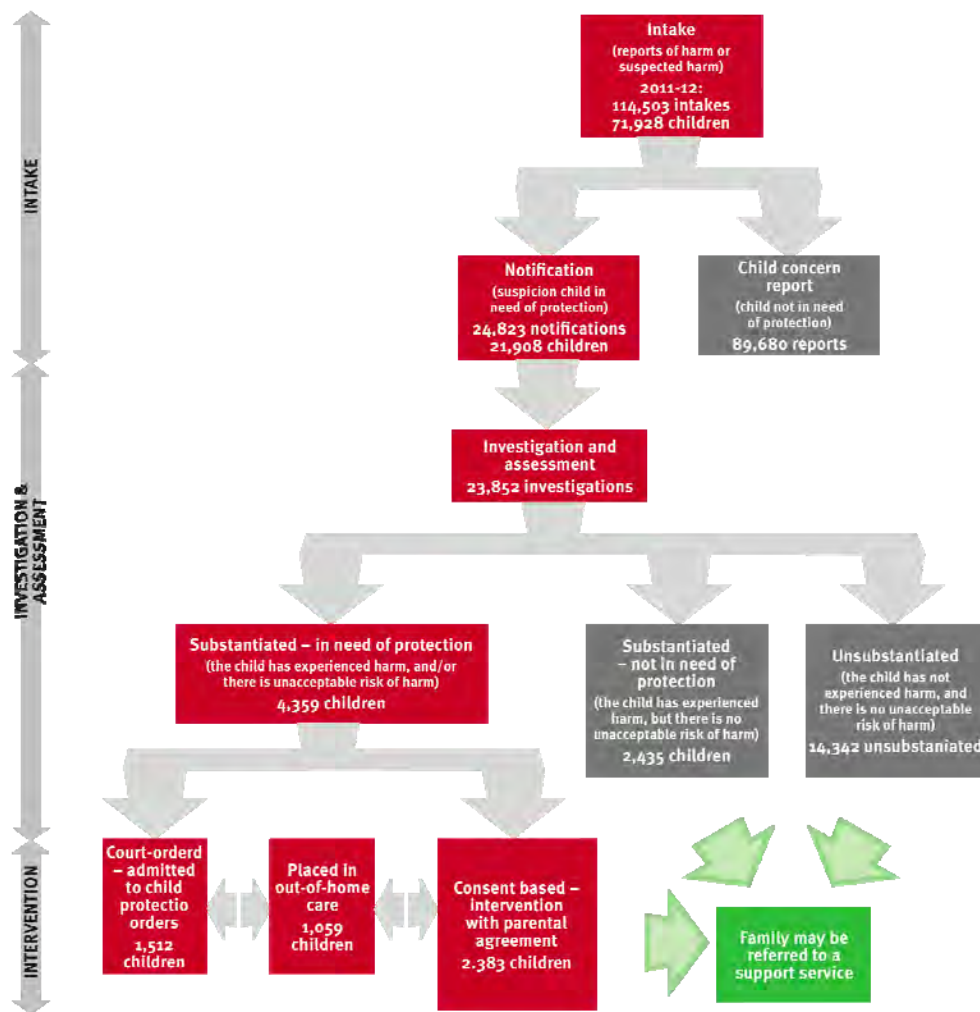 Intake
(reports of harm or
suspected harm)
2011-12:
114,503 intakes
71,928 children
INTAKE
Notification
(suspicion child in
need of protection)
24,823 notifications
21,908 children
Child concern
report
(child not in need
of protection)
89,680 reports
INVESTIGATION &
ASSESSMENT
Investigation and
assessment
23,852 investigations
Substantiated – in need of protection
(the child has experienced harm, and/or
there is unacceptable risk of harm)
4,359 children
Substantiated
– not in need of
protection
(the child has experienced
harm, but there is no
unacceptable risk of harm)
2,435 children
Unsubstantiated
(the child has not
experienced harm, and
there is no unacceptable
risk of harm)
14,342 unsubstaniated
INTERVENTION
Court-orderd
– admitted
to child
protectio
orders
1,512
children
Placed in
out-of-home
care
1,059
children
Consent based –
intervention
with parental
agreement
2.383 children
Family may be
referred to a
support service